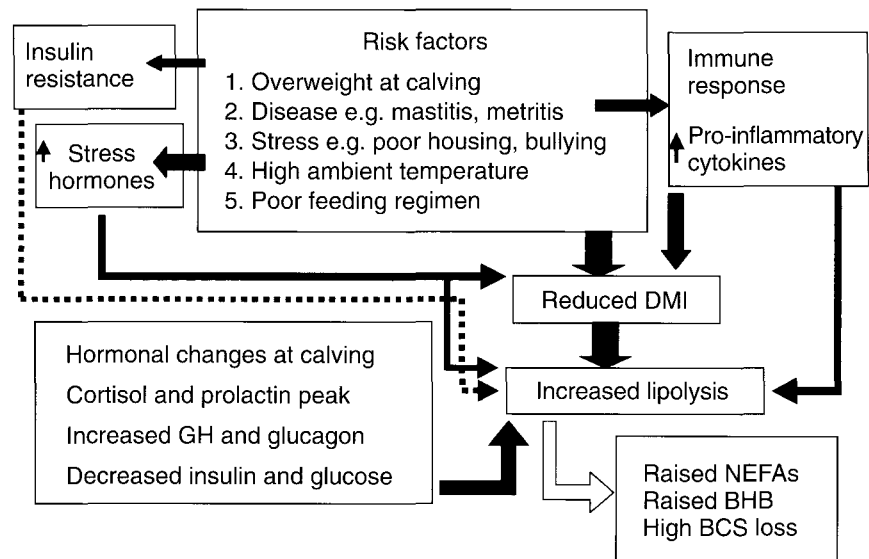 Insulin
resistance
Risk factors
1. Overweight at calving
2. Disease e.g. mastitis, metritis
3. Stress e.g. poor housing, bullying
4. High ambient temperature
5. Poor feeding regimen
Immune
response
Pro-inflammatory
cytokines
Stress
hormones
Reduced DMI
Hormonal changes at calving
Cortisol and prolactin peak
Increased GH and glucagon
Decreased insulin and glucose
Increased lipolysis
Raised NEFAs
Raised BHB
High BCS loss